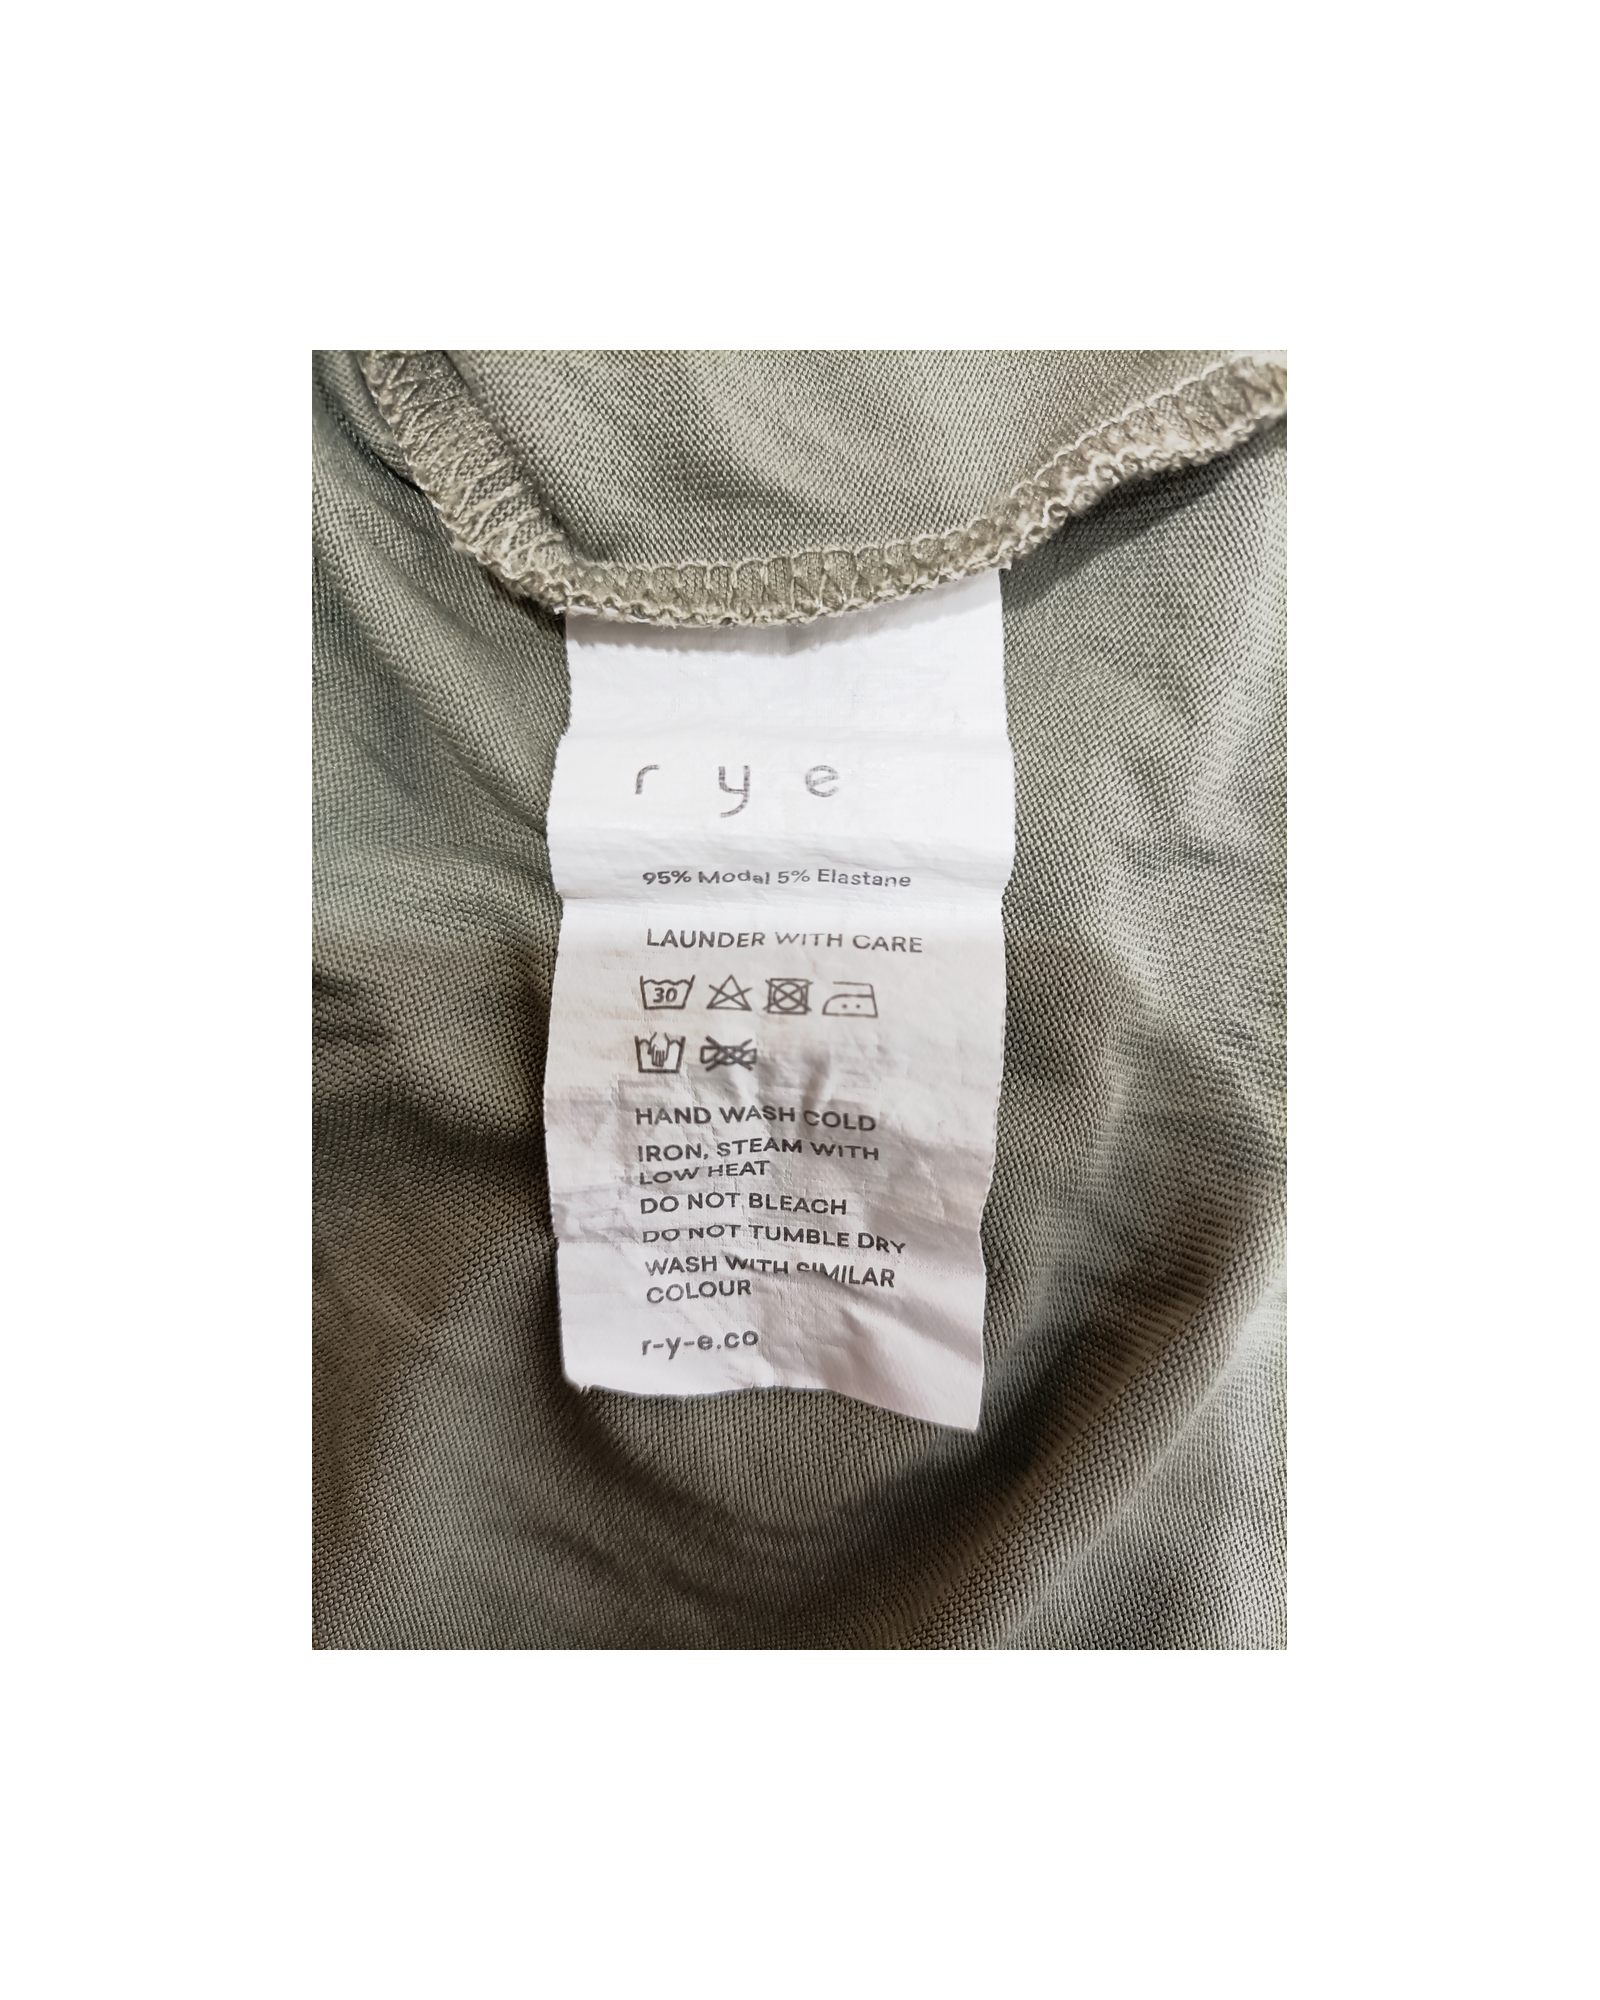 r y e
95% Modal 5% Elastane
LAUNDER WITH CARE
30
HAND WASH COLD
IRON, STEAM WITH
LOW HEAT
DO NOT BLEACH
DO NOT TUMBLE DRY
WASH WITH SIMILAR
COLOUR
r-y-e.co